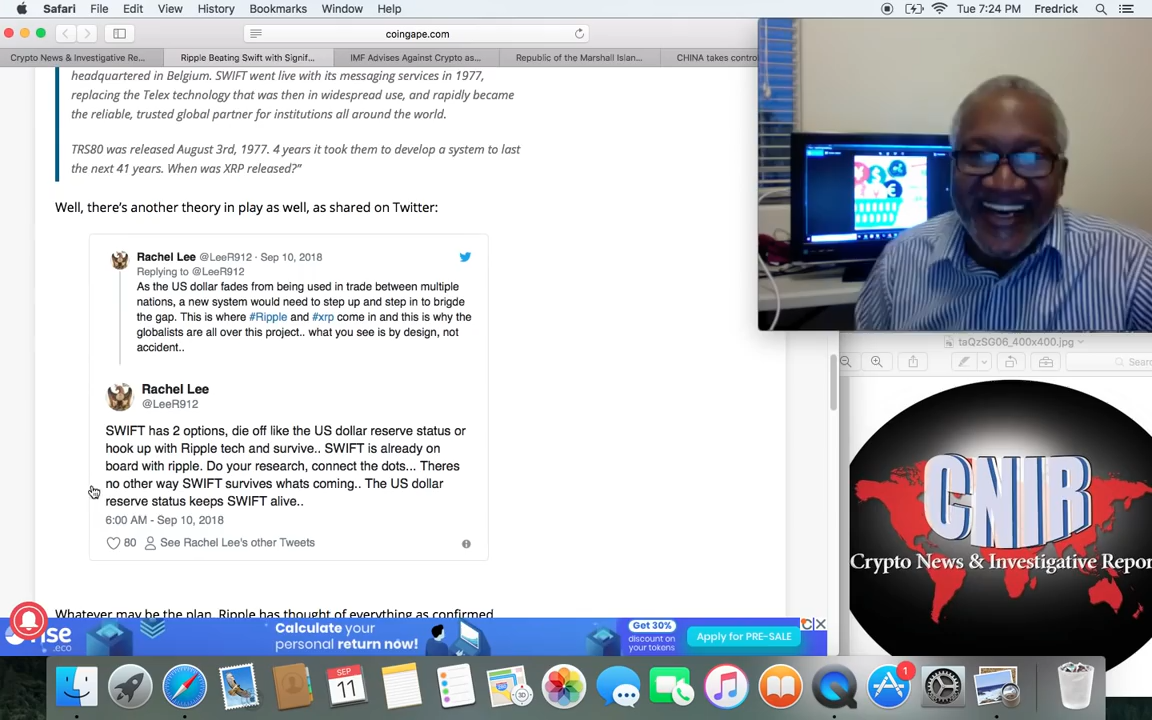 Safari File Edit View History Bookmarks Window Help
Tue 7:24 PM Fredrick
coingape.com
Crypto News & Investigative Re...
Ripple Beating Swift with Signif...
IMF Advises Against Crypto as...
Republic of the Marshall Islan...
CHINA takes contro
headquartered in Belgium. SWIFT went live with its messaging services in 1977,
replacing the Telex technology that was then in widespread use, and rapidly became
the reliable, trusted global partner for institutions all around the world.
TRS80 was released August 3rd, 1977. 4 years it took them to develop a system to last
the next 41 years. When was XRP released?"
Well, there's another theory in play as well, as shared on Twitter:
Rachel Lee @LeeR912 · Sep 10, 2018
Replying to @LeeR912
As the US dollar fades from being used in trade between multiple
nations, a new system would need to step up and step in to brigde
the gap. This is where #Ripple and #xrp come in and this is why the
globalists are all over this project.. what you see is by design, not
accident..
Rachel Lee
@LeeR912
SWIFT has 2 options, die off like the US dollar reserve status or
hook up with Ripple tech and survive.. SWIFT is already on
board with ripple. Do your research, connect the dots... Theres
no other way SWIFT survives whats coming.. The US dollar
reserve status keeps SWIFT alive..
6:00 AM - Sep 10, 2018
80 See Rachel Lee's other Tweets
Whatever may be the plan, Ripple has thought of everything as confirmed
.eco
Calculate your
personal return now!
Get 30%
discount on
your tokens
Apply for PRE-SALE
taQzSG06_400x400.jpg
Sear
CNIR
Crypto News & Investigative Repor
SEP
11
3D
1